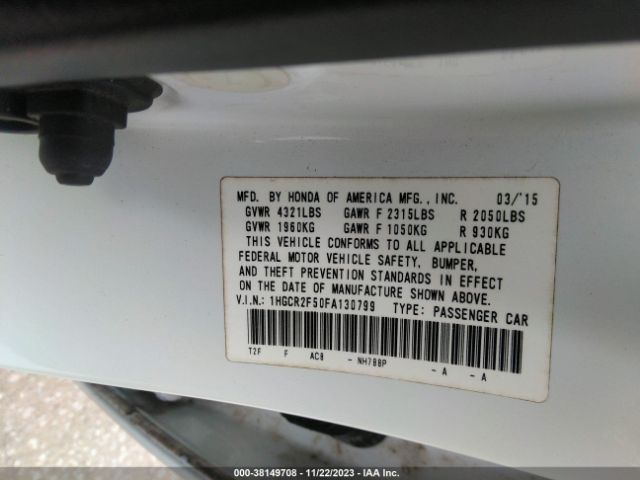 MFD. BY HONDA OF AMERICA MFG., INC. 03/'15
GVWR 4321LBS GAWR F 2315LBS R 2050LBS
GVWR 1960KG GAWR F 1050KG R 930KG
THIS VEHICLE CONFORMS TO ALL APPLICABLE
FEDERAL MOTOR VEHICLE SAFETY, BUMPER,
AND THEFT PREVENTION STANDARDS IN EFFECT
ON THE DATE OF MANUFACTURE SHOWN ABOVE.
V.I.N.: 1HGCR2F50FA130799 TYPE: PASSENGER CAR
T2F F AC8 - NH788P - A - A
000-38149708 - 11/22/2023 - IAA Inc.